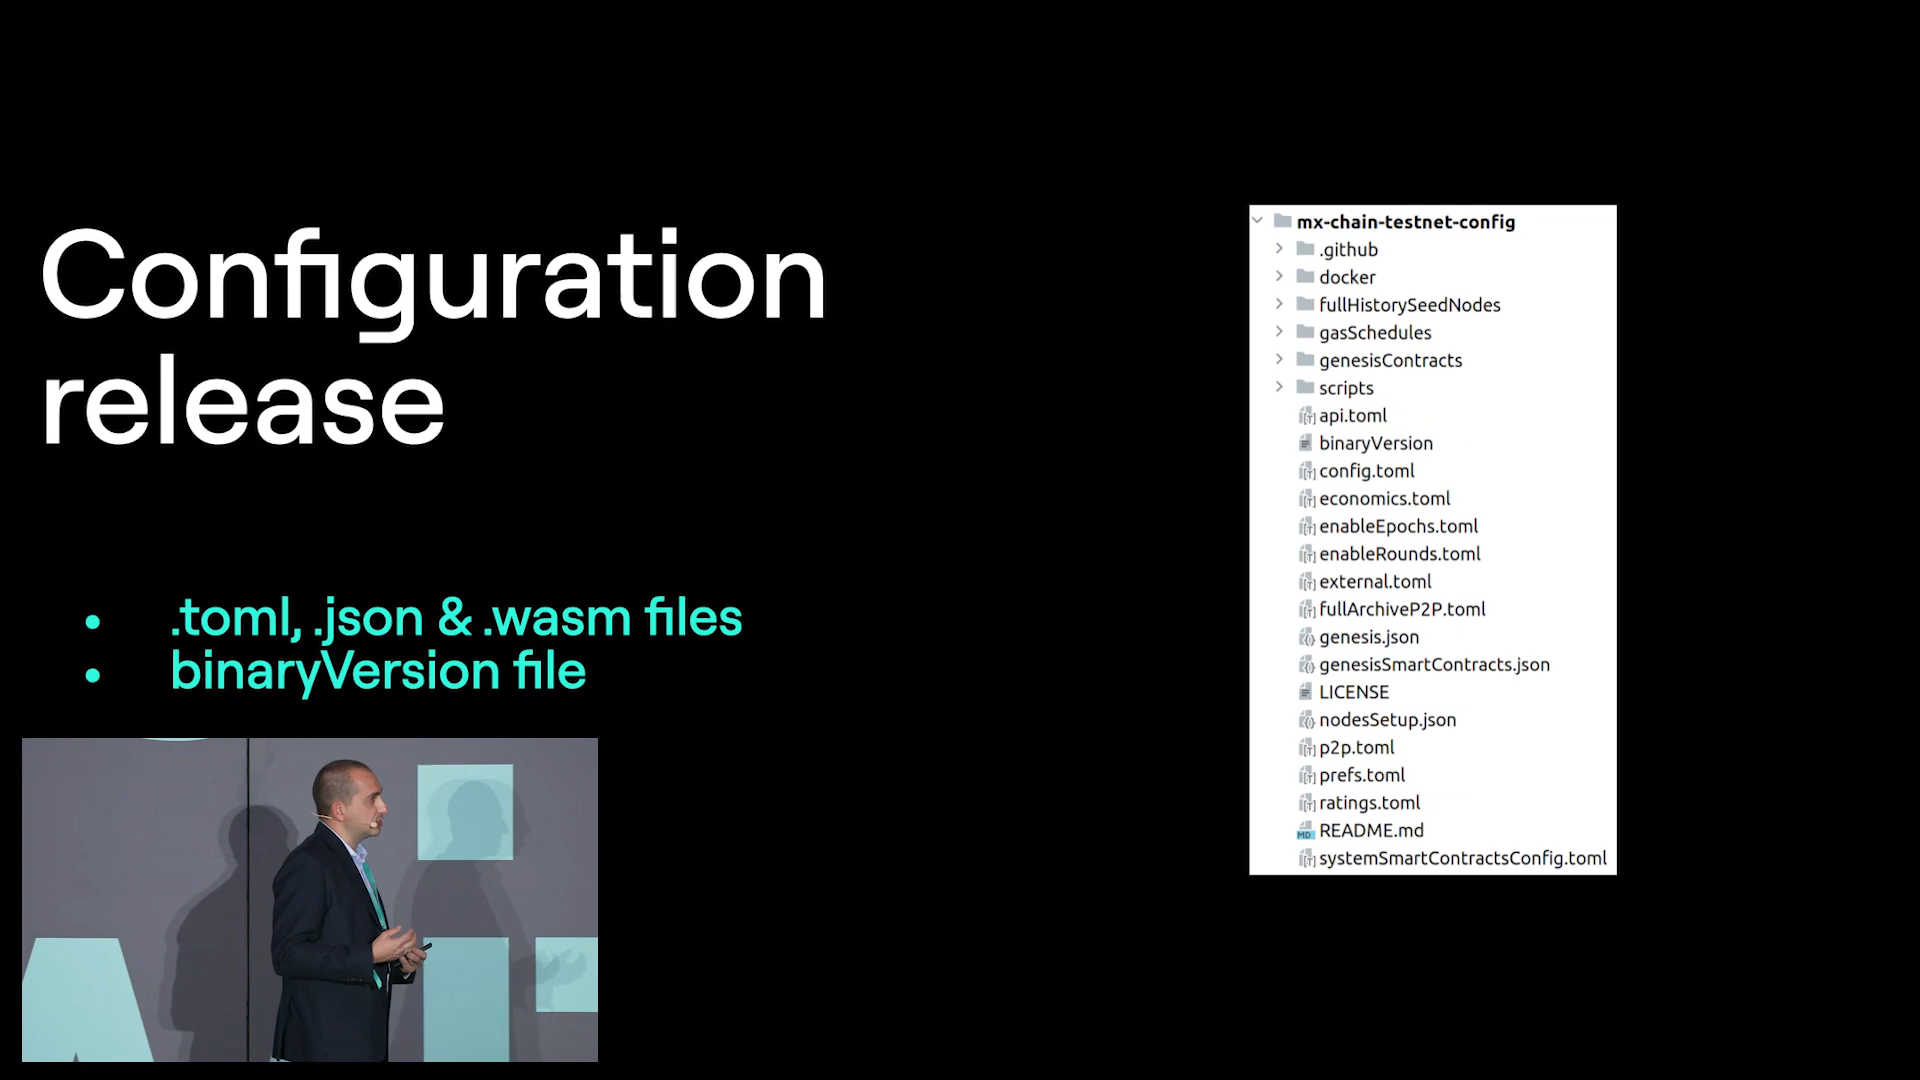 Configuration
release
.toml, .json & .wasm files
binaryVersion file
mx-chain-testnet-config
.github
docker
fullHistorySeedNodes
gasSchedules
genesisContracts
scripts
api.toml
binaryVersion
config.toml
economics.toml
enableEpochs.toml
enableRounds.toml
external.toml
fullArchiveP2P.toml
genesis.json
genesisSmartContracts.json
LICENSE
nodesSetup.json
p2p.toml
prefs.toml
ratings.toml
README.md
systemSmartContractsConfig.toml